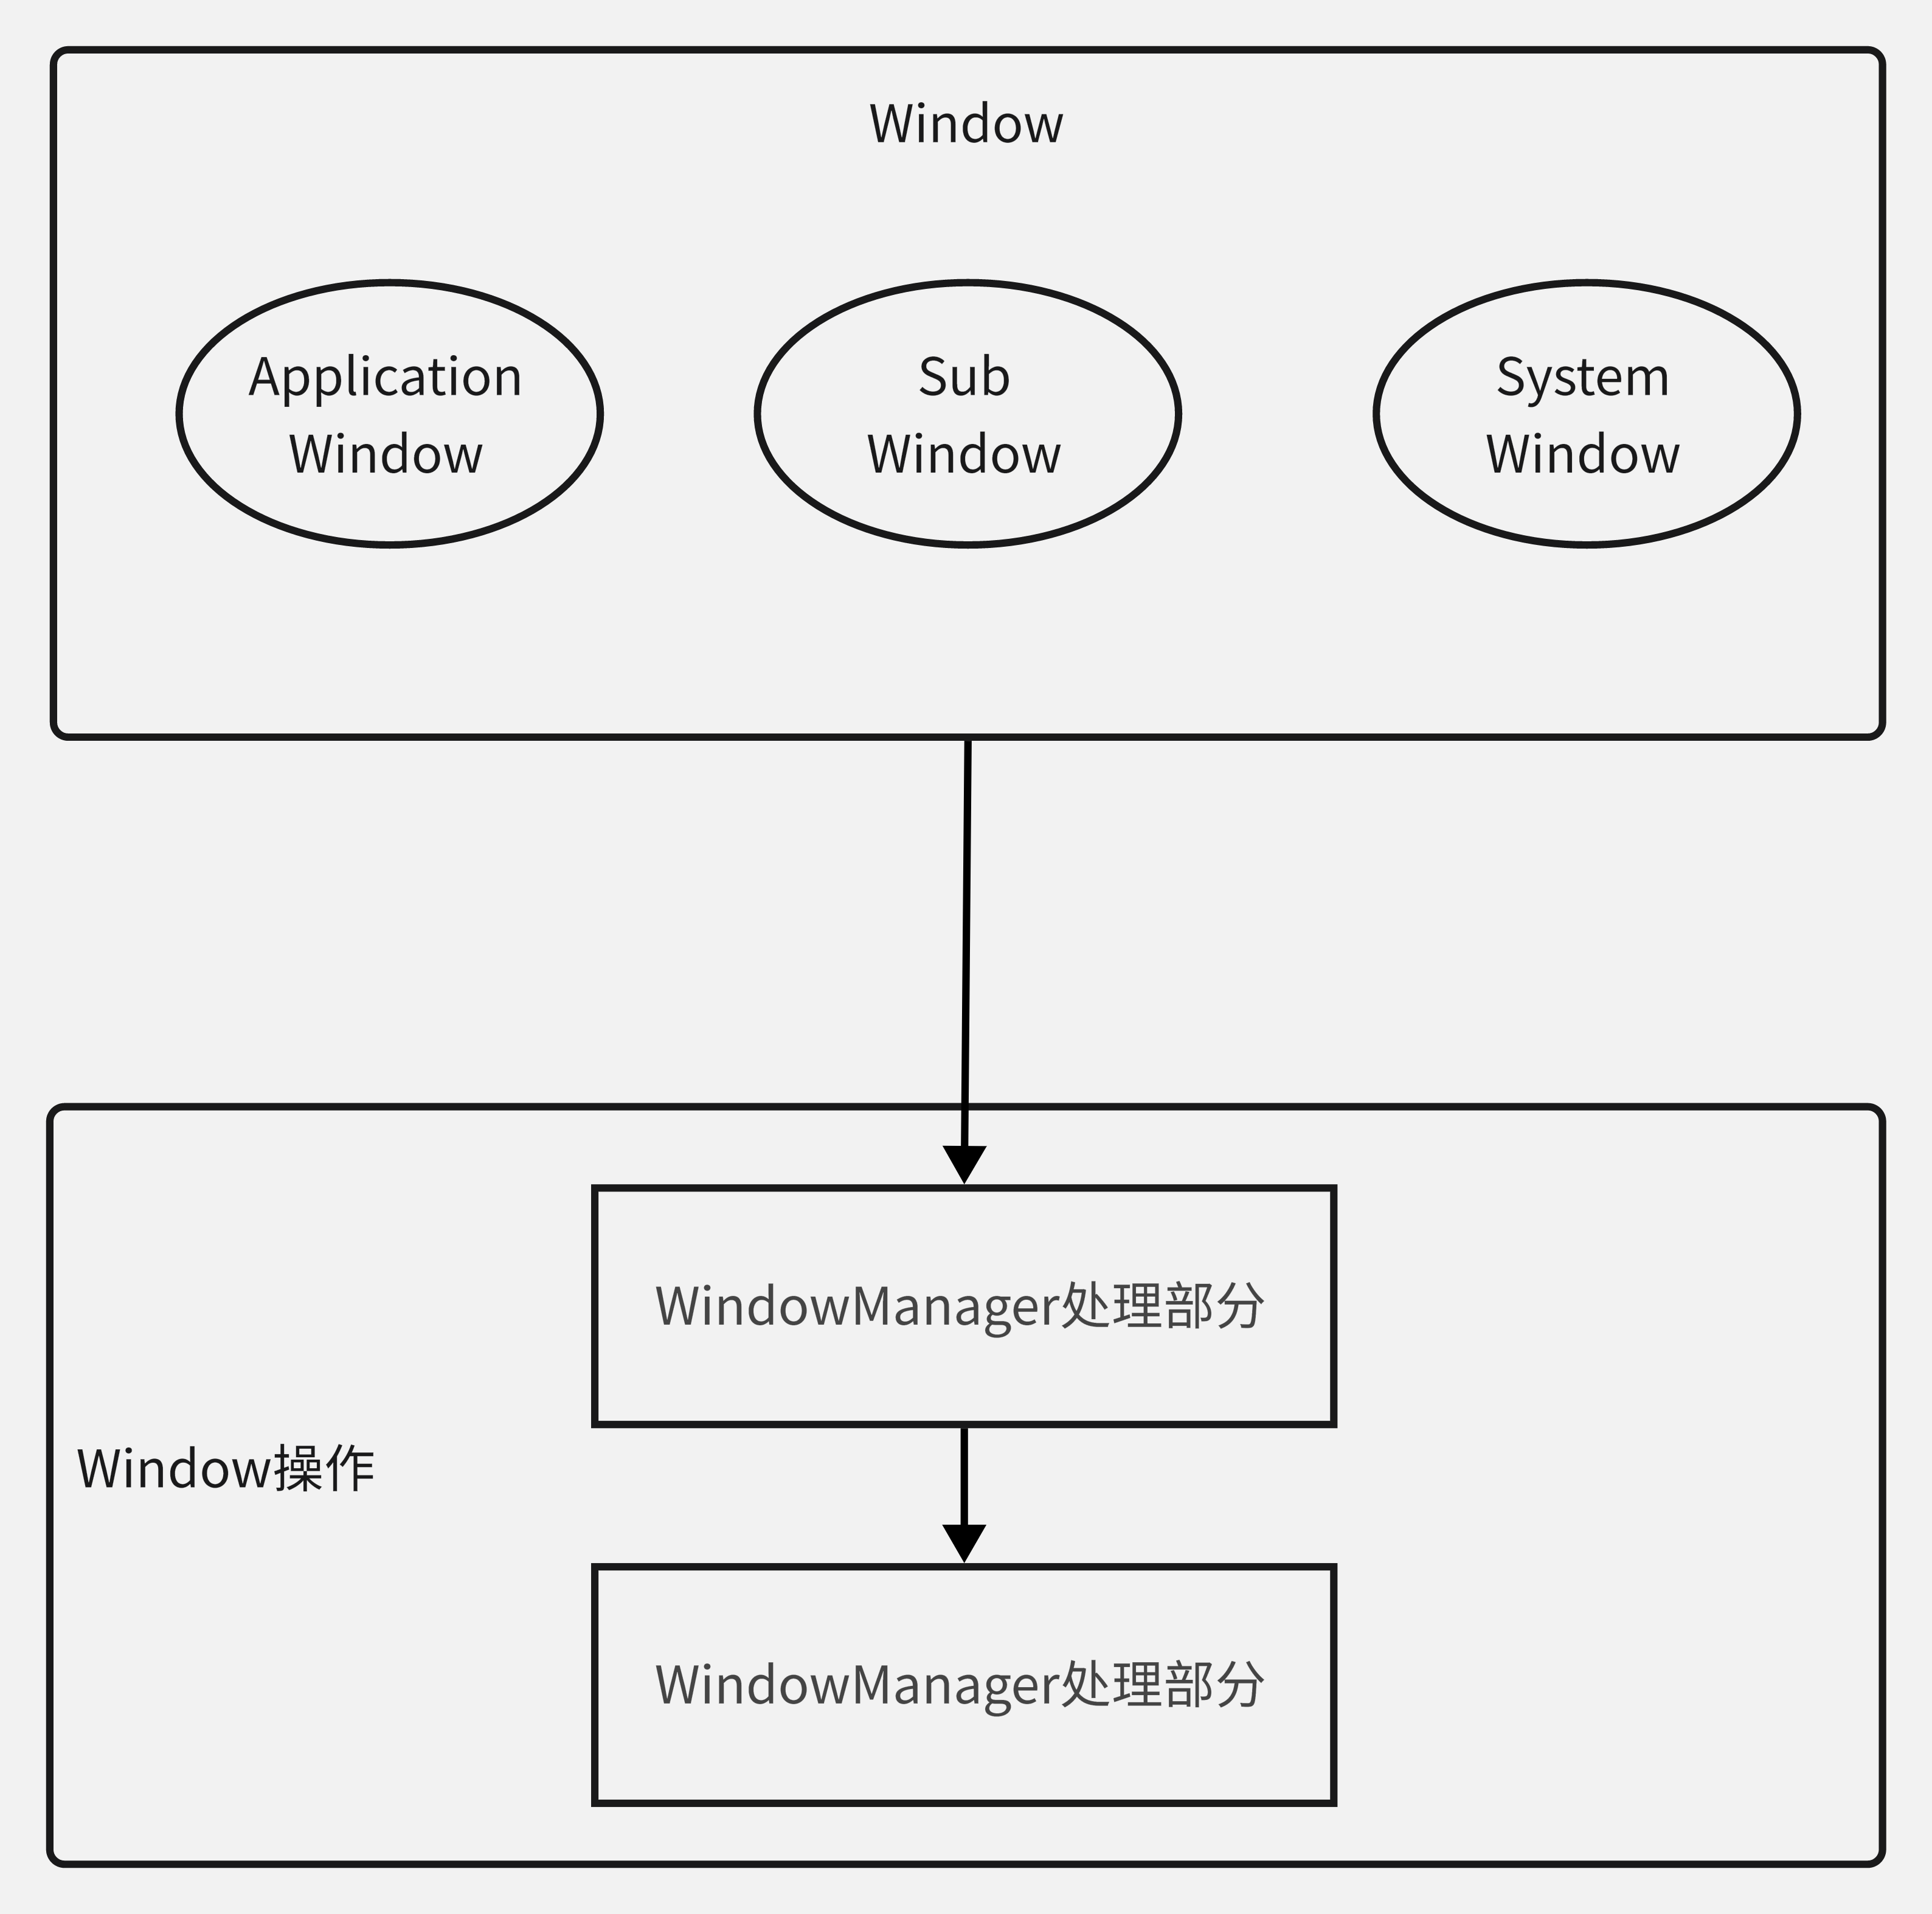 Window
Application
Window
Sub
Window
System
Window
WindowManager处理部分
Window操作
WindowManager处理部分